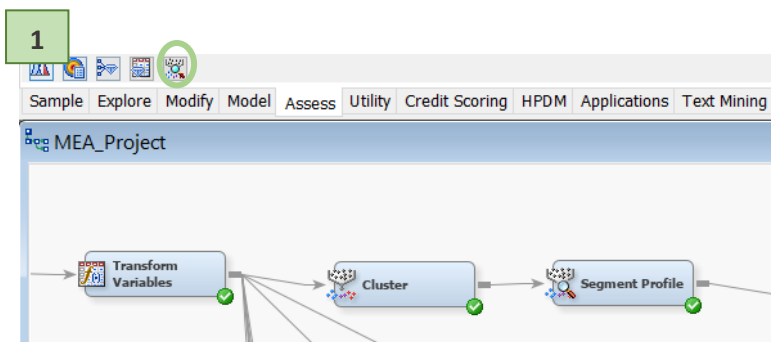 1
Sample Explore Modify Model Assess Utility Credit Scoring HPDM Applications Text Mining
MEA_Project
Transform
Variables
Cluster
Segment Profile